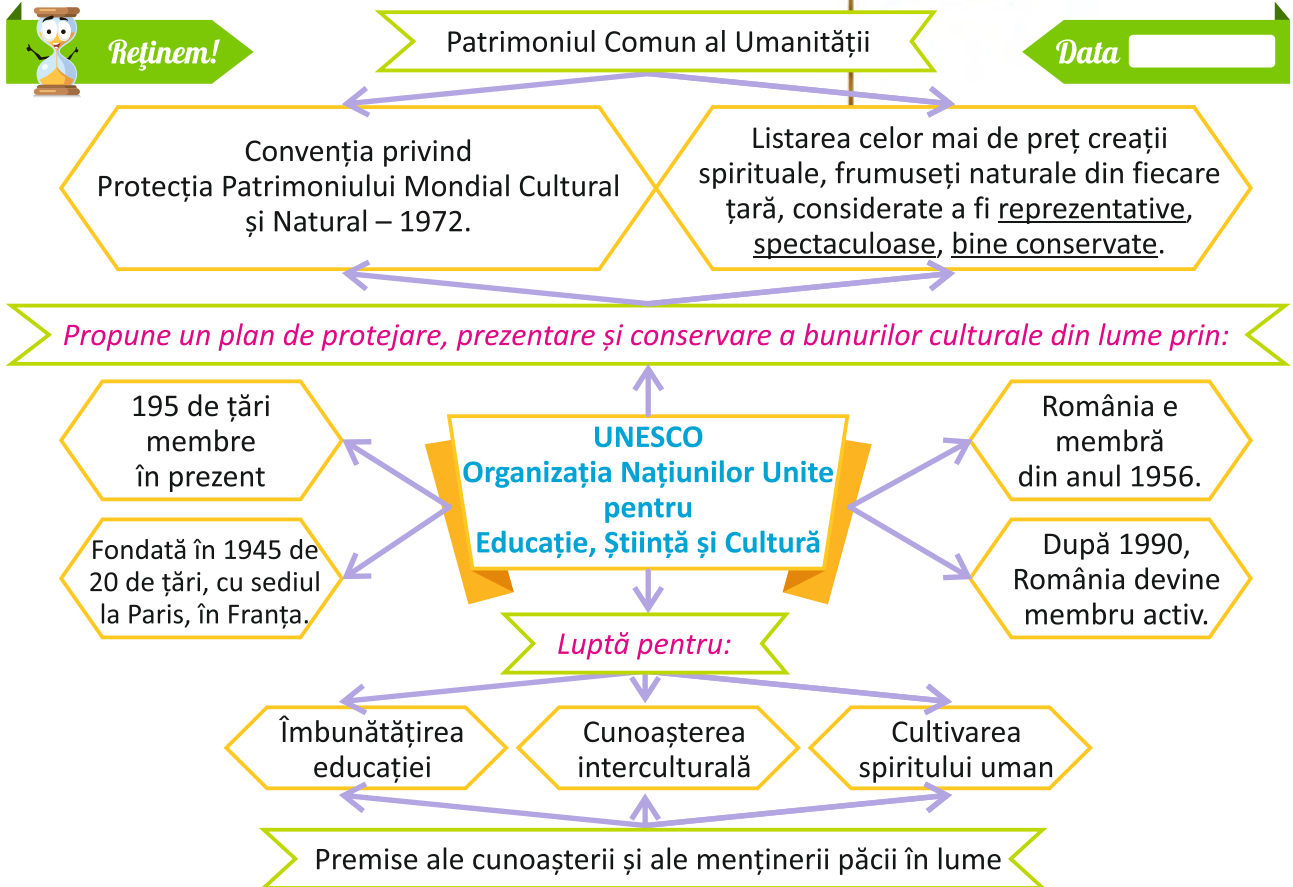 Reţinem!
Patrimoniul Comun al Umanității
Data
Convenția privind
Protecția Patrimoniului Mondial Cultural
și Natural – 1972.
Listarea celor mai de preț creații
spirituale, frumuseți naturale din fiecare
țară, considerate a fi reprezentative,
spectaculoase, bine conservate.
Propune un plan de protejare, prezentare și conservare a bunurilor culturale din lume prin:
195 de țări
membre
în prezent
Fondată în 1945 de
20 de țări, cu sediul
la Paris, în Franța.
UNESCO
Organizația Națiunilor Unite
pentru
Educație, Știință și Cultură
România e
membră
din anul 1956.
După 1990,
România devine
membru activ.
Luptă pentru:
Îmbunătățirea
educației
Cunoașterea
interculturală
Cultivarea
spiritului uman
Premise ale cunoașterii și ale menținerii păcii în lume